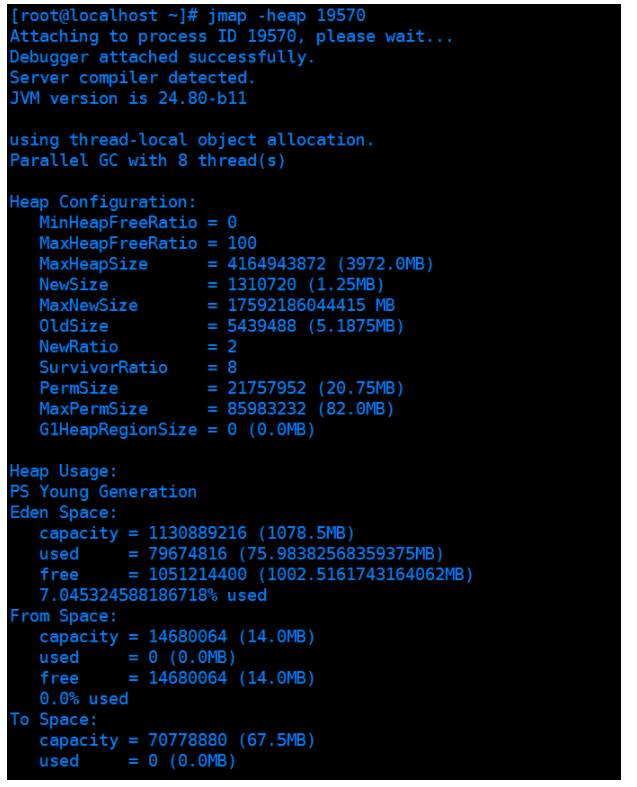 [root@localhost ~]# jmap -heap 19570
Attaching to process ID 19570, please wait...
Debugger attached successfully.
Server compiler detected.
JVM version is 24.80-b11

using thread-local object allocation.
Parallel GC with 8 thread(s)

Heap Configuration:
   MinHeapFreeRatio = 0
   MaxHeapFreeRatio = 100
   MaxHeapSize      = 4164943872 (3972.0MB)
   NewSize          = 1310720 (1.25MB)
   MaxNewSize       = 17592186044415 MB
   OldSize          = 5439488 (5.1875MB)
   NewRatio         = 2
   SurvivorRatio    = 8
   PermSize         = 21757952 (20.75MB)
   MaxPermSize      = 85983232 (82.0MB)
   G1HeapRegionSize = 0 (0.0MB)

Heap Usage:
PS Young Generation
Eden Space:
   capacity = 1130889216 (1078.5MB)
   used     = 79674816 (75.98382568359375MB)
   free     = 1051214400 (1002.5161743164062MB)
   7.045324588186718% used
From Space:
   capacity = 14680064 (14.0MB)
   used     = 0 (0.0MB)
   free     = 14680064 (14.0MB)
   0.0% used
To Space:
   capacity = 70778880 (67.5MB)
   used     = 0 (0.0MB)